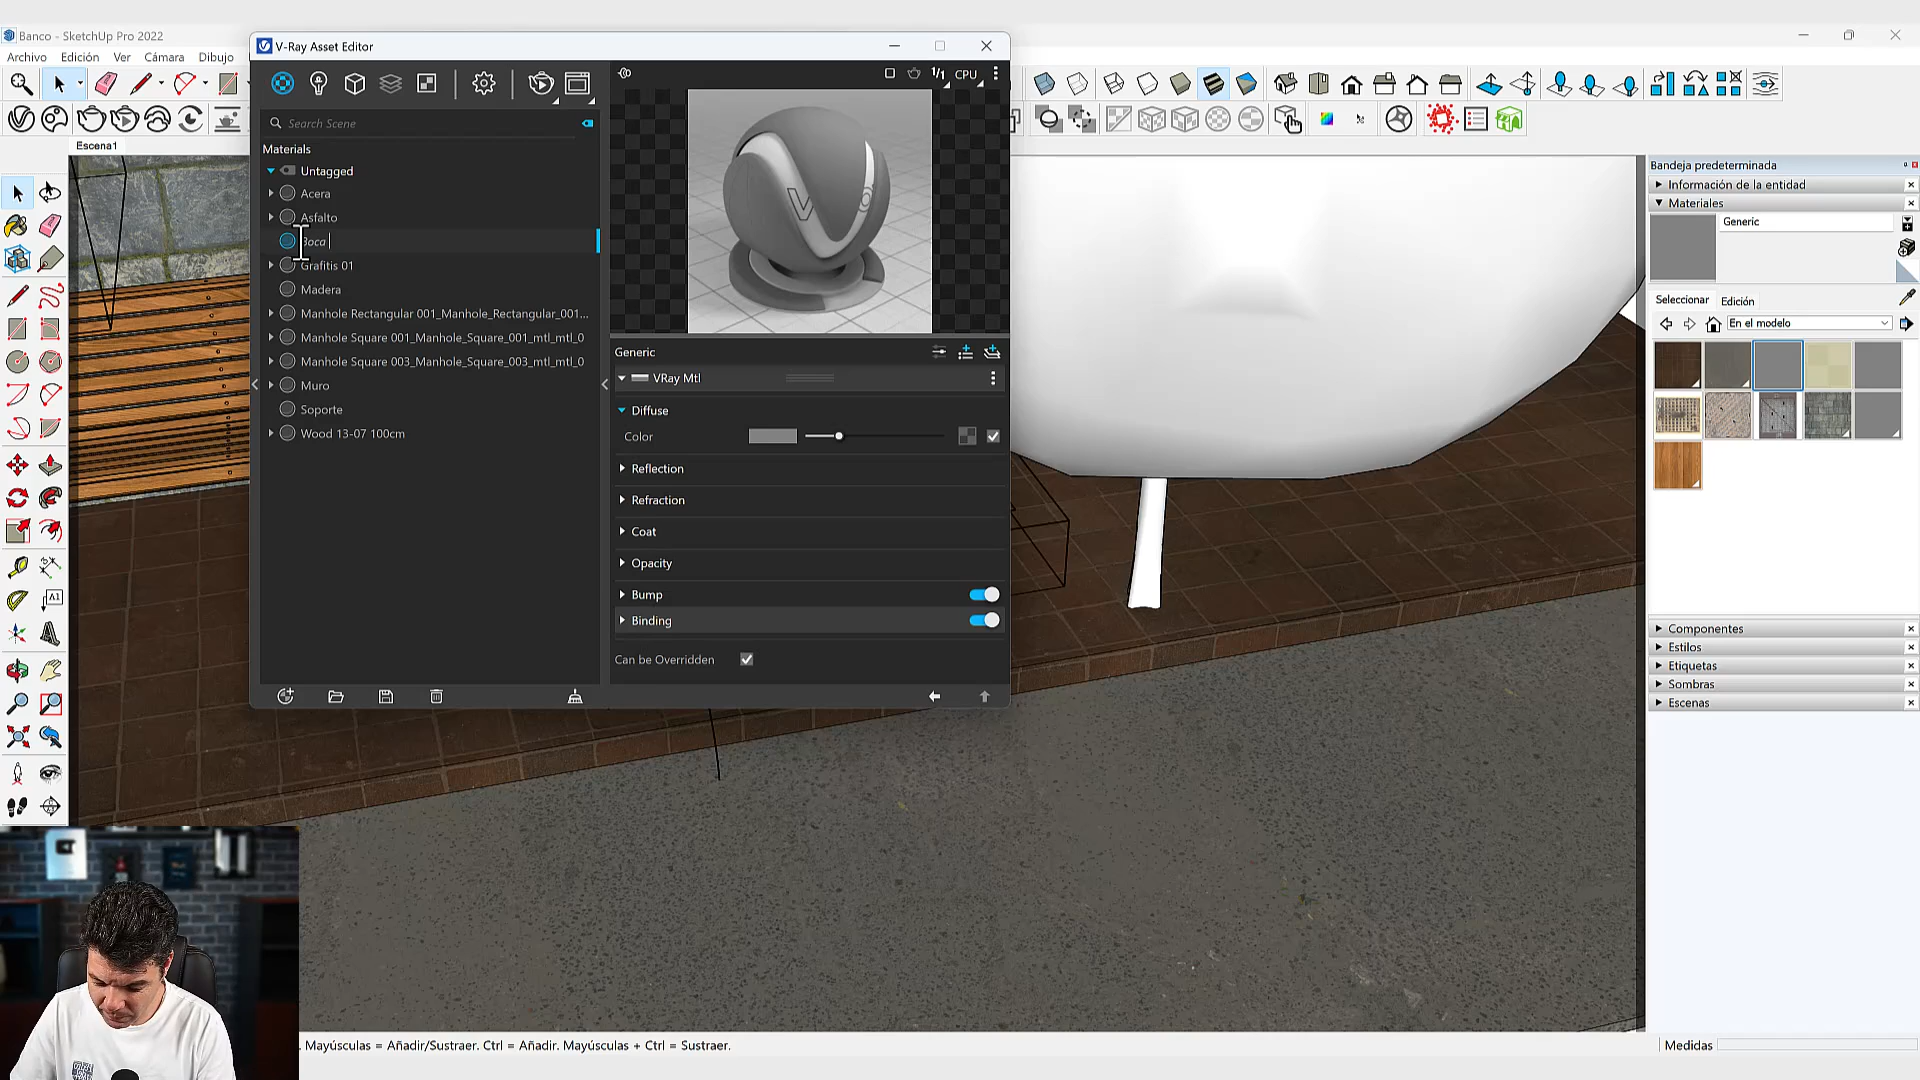 Banco - SketchUp Pro 2022
Archivo Edición Ver Cámara Dibujo
V-Ray Asset Editor
1/1 CPU
Search Scene
Escena1
Materials
Untagged
Acera
Asfalto
Boca
Grafitis 01
Madera
Manhole Rectangular 001_Manhole_Rectangular_001...
Manhole Square 001_Manhole_Square_001_mtl_mtl_0
Manhole Square 003_Manhole_Square_003_mtl_mtl_0
Muro
Soporte
Wood 13-07 100cm
Generic
VRay Mtl
Diffuse
Color
Reflection
Refraction
Coat
Opacity
Bump
Binding
Can be Overridden
Bandeja predeterminada
Información de la entidad
Materiales
Generic
Seleccionar Edición
En el modelo
Componentes
Estilos
Etiquetas
Sombras
Escenas
. Mayúsculas = Añadir/Sustraer. Ctrl = Añadir. Mayúsculas + Ctrl = Sustraer.
Medidas